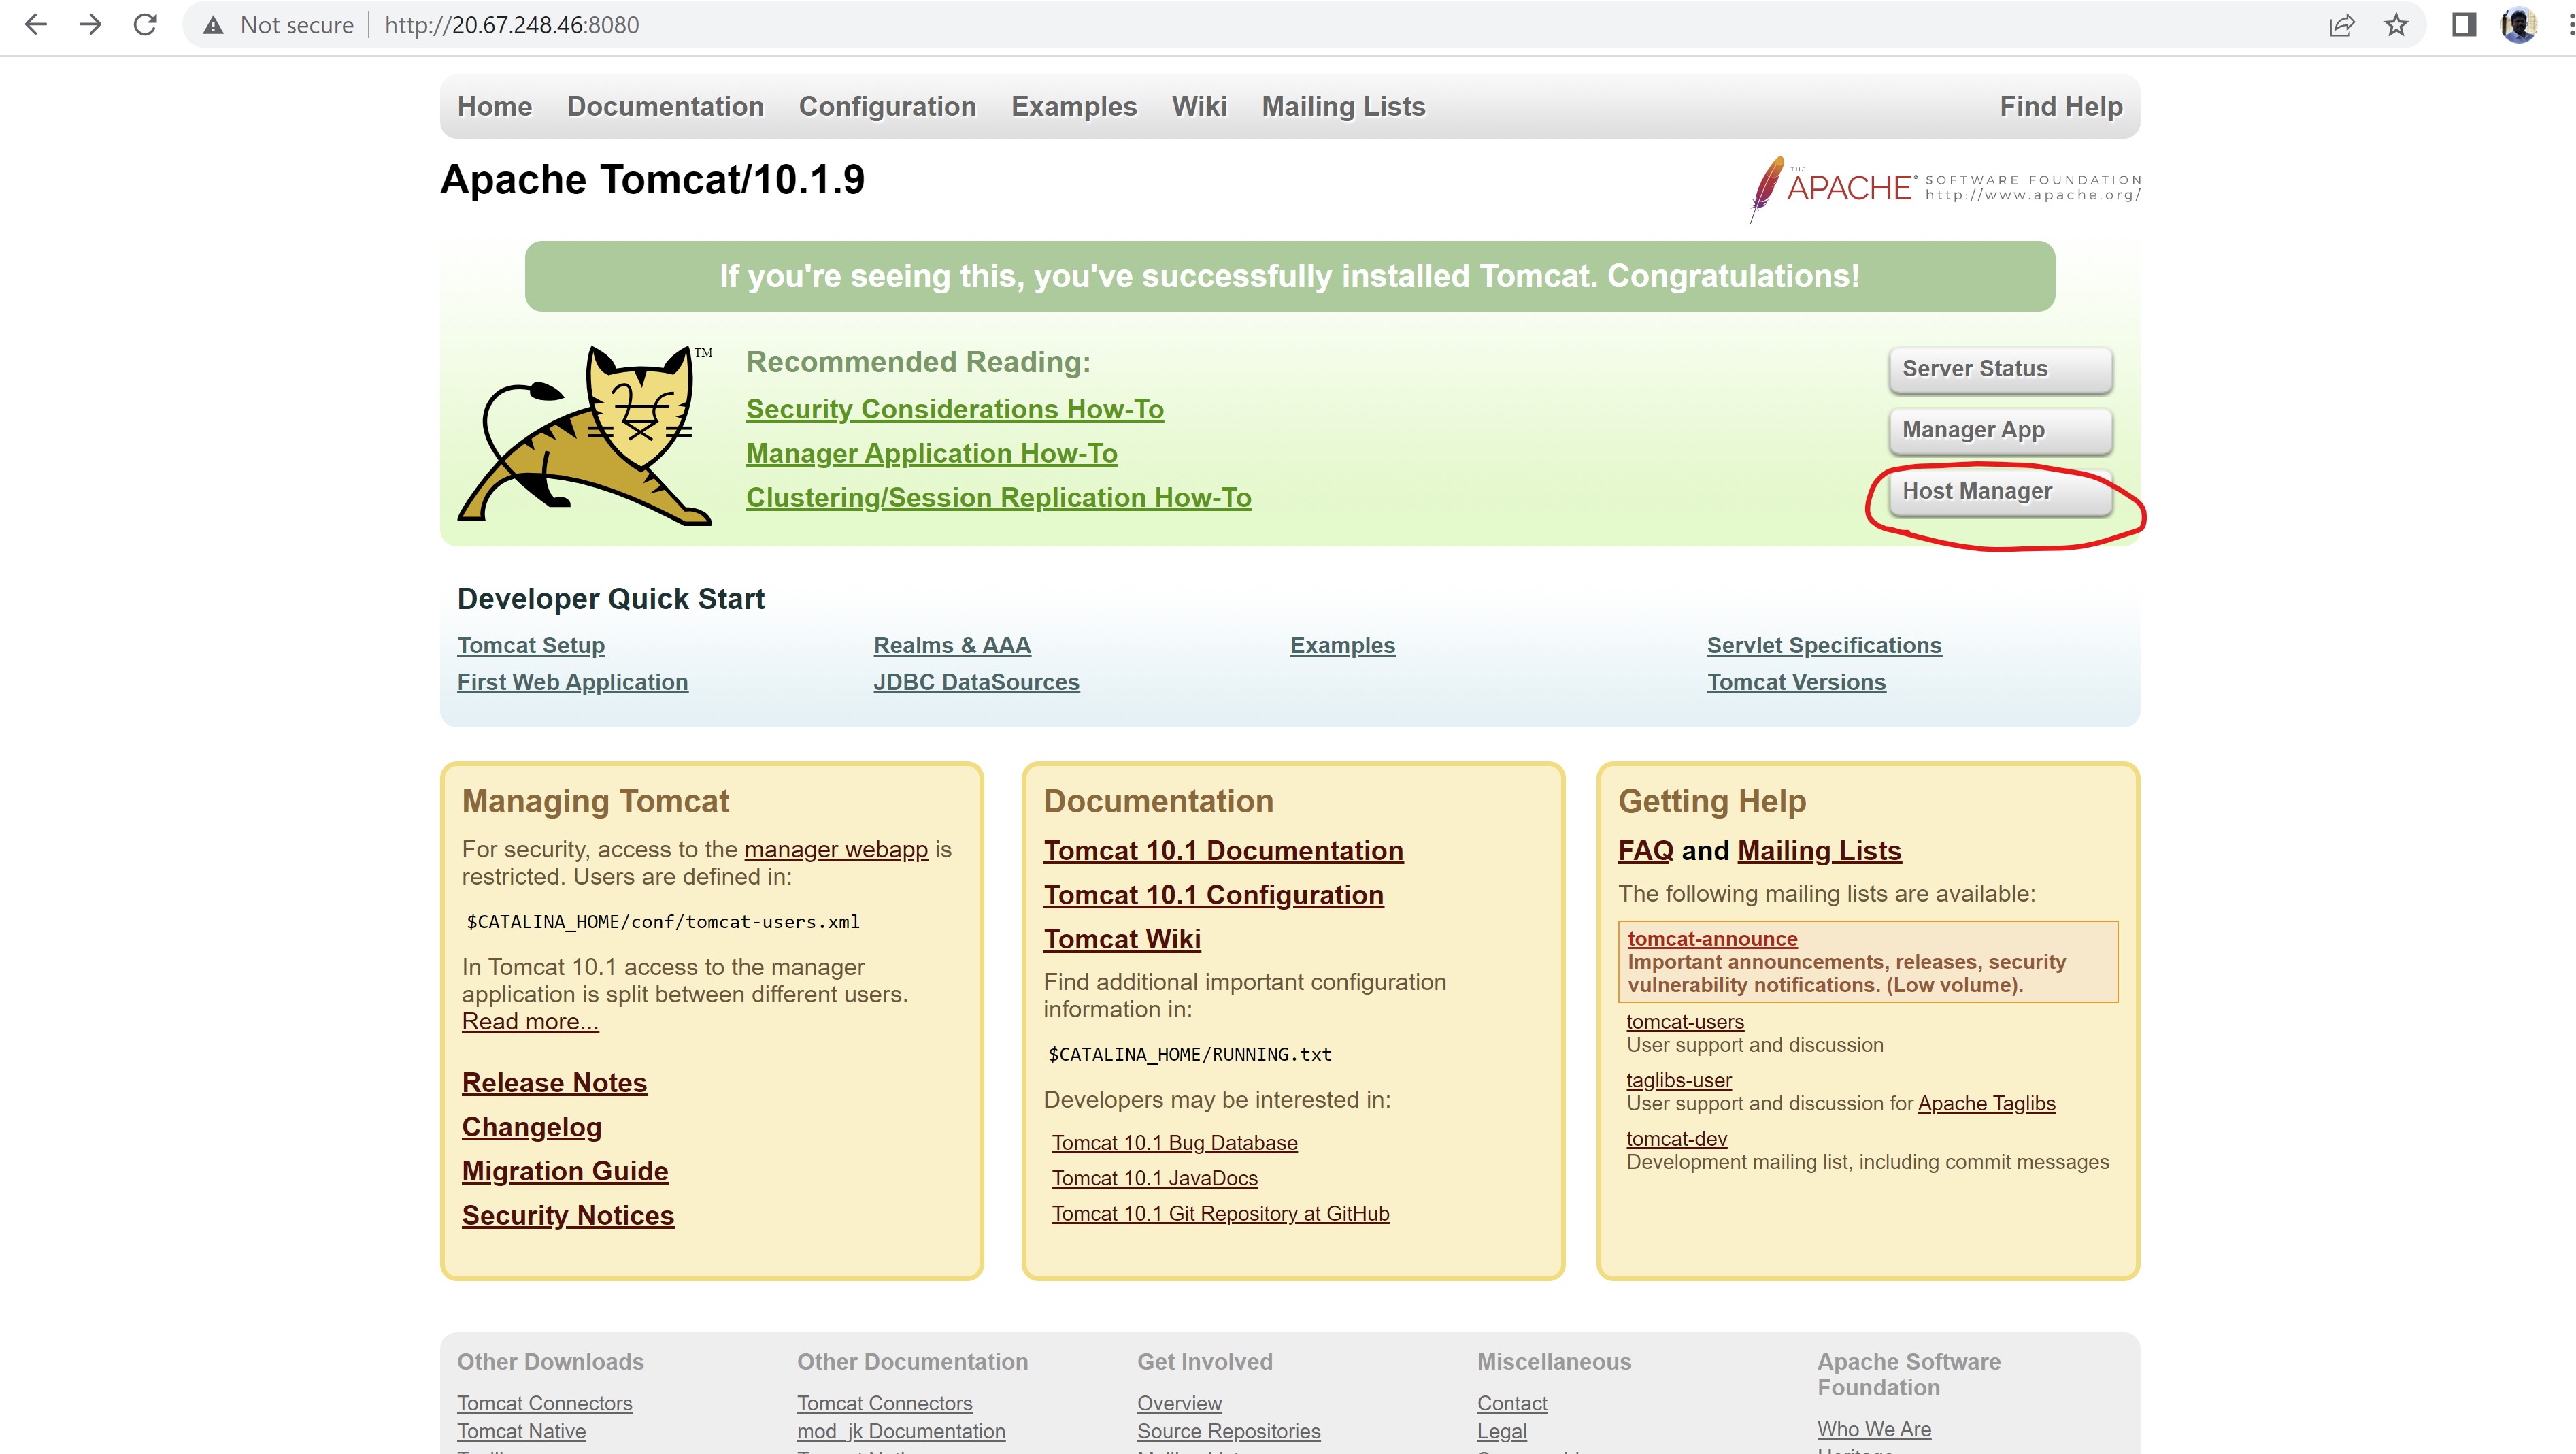 Not secure http://20.67.248.46:8080
Home Documentation Configuration Examples Wiki Mailing Lists Find Help
Apache Tomcat/10.1.9
THE APACHE® SOFTWARE FOUNDATION
http://www.apache.org/
If you're seeing this, you've successfully installed Tomcat. Congratulations!
TM
Recommended Reading:
Security Considerations How-To
Manager Application How-To
Clustering/Session Replication How-To
Server Status
Manager App
Host Manager
Developer Quick Start
Tomcat Setup
First Web Application
Realms & AAA
JDBC DataSources
Examples
Servlet Specifications
Tomcat Versions
Managing Tomcat
For security, access to the manager webapp is
restricted. Users are defined in:
$CATALINA_HOME/conf/tomcat-users.xml
In Tomcat 10.1 access to the manager
application is split between different users.
Read more...
Release Notes
Changelog
Migration Guide
Security Notices
Documentation
Tomcat 10.1 Documentation
Tomcat 10.1 Configuration
Tomcat Wiki
Find additional important configuration
information in:
$CATALINA_HOME/RUNNING.txt
Developers may be interested in:
Tomcat 10.1 Bug Database
Tomcat 10.1 JavaDocs
Tomcat 10.1 Git Repository at GitHub
Getting Help
FAQ and Mailing Lists
The following mailing lists are available:
tomcat-announce
Important announcements, releases, security
vulnerability notifications. (Low volume).
tomcat-users
User support and discussion
taglibs-user
User support and discussion for Apache Taglibs
tomcat-dev
Development mailing list, including commit messages
Other Downloads
Tomcat Connectors
Tomcat Native
Other Documentation
Tomcat Connectors
mod_jk Documentation
Get Involved
Overview
Source Repositories
Miscellaneous
Contact
Legal
Apache Software
Foundation
Who We Are